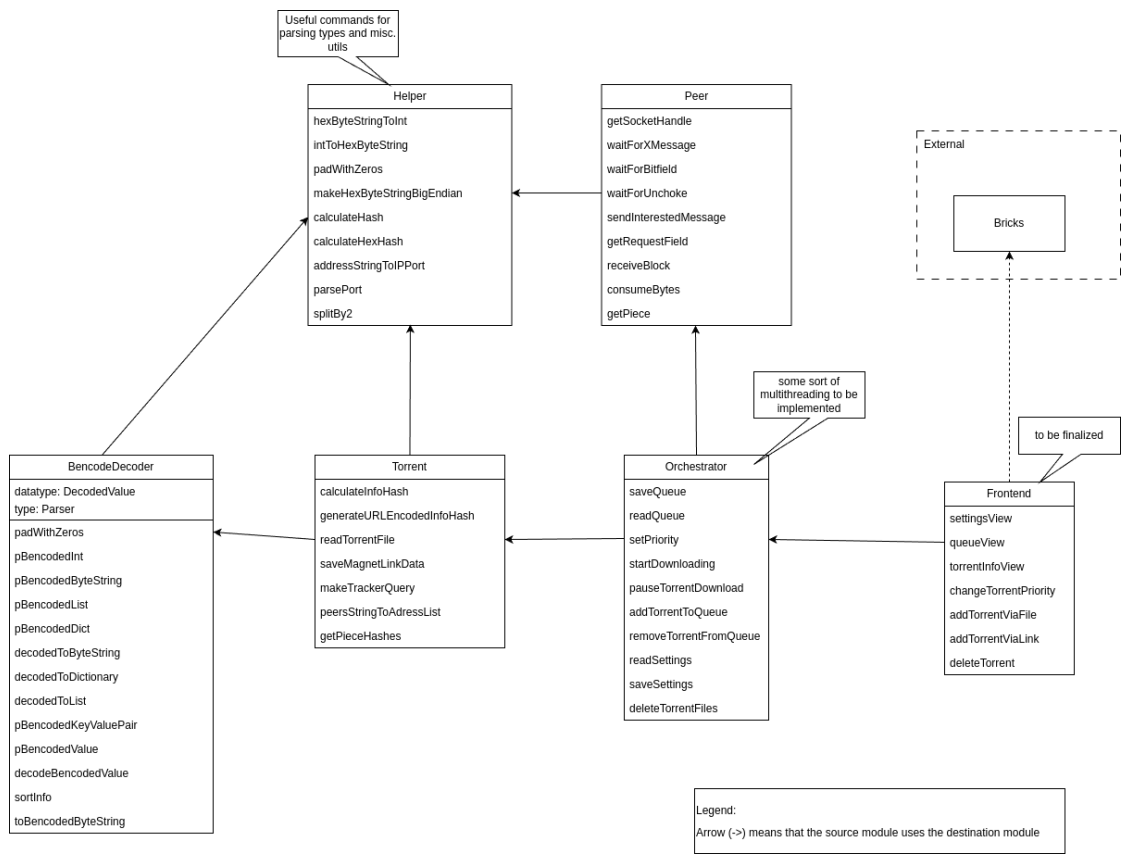 Useful commands for
parsing types and misc.
utils
Helper
hexByteStringToInt
intToHexByteString
padWithZeros
makeHexByteStringBigEndian
calculateHash
calculateHexHash
addressStringToIPPort
parsePort
splitBy2
Peer
getSocketHandle
waitForXMessage
waitForBitfield
waitForUnchoke
sendInterestedMessage
getRequestField
receiveBlock
consumeBytes
getPiece
External
Bricks
some sort of
multithreading to be
implemented
to be finalized
BencodeDecoder
datatype: DecodedValue
type: Parser
padWithZeros
pBencodedInt
pBencodedByteString
pBencodedList
pBencodedDict
decodedToByteString
decodedToDictionary
decodedToList
pBencodedKeyValuePair
pBencodedValue
decodeBencodedValue
sortInfo
toBencodedByteString
Torrent
calculateInfoHash
generateURLEncodedInfoHash
readTorrentFile
saveMagnetLinkData
makeTrackerQuery
peersStringToAdressList
getPieceHashes
Orchestrator
saveQueue
readQueue
setPriority
startDownloading
pauseTorrentDownload
addTorrentToQueue
removeTorrentFromQueue
readSettings
saveSettings
deleteTorrentFiles
Frontend
settingsView
queueView
torrentInfoView
changeTorrentPriority
addTorrentViaFile
addTorrentViaLink
deleteTorrent
Legend:
Arrow (->) means that the source module uses the destination module